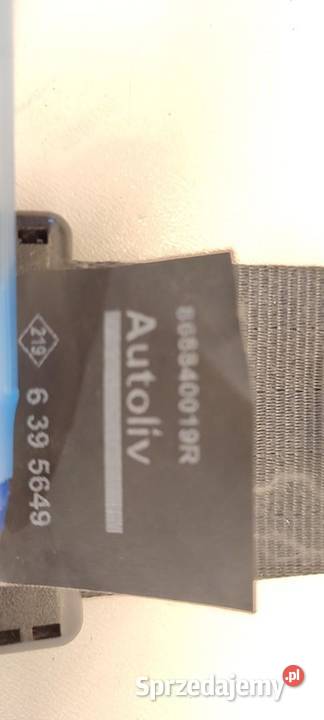 868840019R
Autoliv
219 6 39 5649
Sprzedajemy.pl